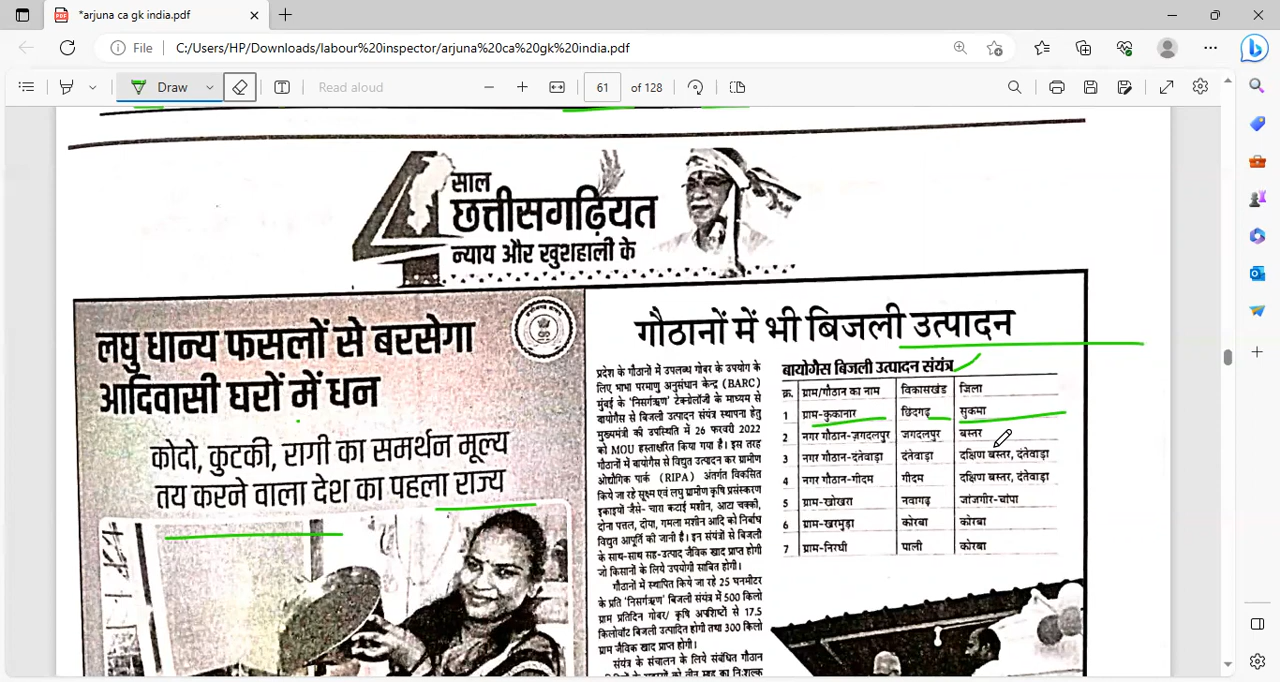 *arjuna ca gk india.pdf
File
C:/Users/HP/Downloads/labour%20inspector/arjuna%20ca%20gk%20india.pdf
Draw
Read aloud
61
of 128
4
साल
छत्तीसगढ़ियत
न्याय और खुशहाली के
लघु धान्य फसलों से बरसेगा
आदिवासी घरों में धन
कोदो, कुटकी, रागी का समर्थन मूल्य
तय करने वाला देश का पहला राज्य
गौठानों में भी बिजली उत्पादन
प्रदेश के गौठानों में उपलब्ध गोबर के उपयोग के
लिए भाभा परमाणु अनुसंधान केन्द्र (BARC)
मुंबई के 'निसर्गऋण' टेक्नोलॉजी के माध्यम से
बायोगैस से बिजली उत्पादन संयंत्र स्थापना हेतु
मुख्यमंत्री की उपस्थिति में 26 फरवरी 2022
को MOU हस्ताक्षरित किया गया है। इस तरह
गौठानों में बायोगैस से विद्युत उत्पादन कर ग्रामीण
औद्योगिक पार्क (RIPA) अंतर्गत विकसित
किये जा रहे सूक्ष्म एवं लघु ग्रामीण कृषि प्रसंस्करण
इकाइयों जैसे- चारा कटाई मशीन, आटा चक्की,
दोना पत्तल, दीया, गमला मशीन आदि को निर्बाध
विद्युत आपूर्ति की जानी है। इन संयंत्रों से बिजली
के साथ-साथ सह-उत्पाद जैविक खाद प्राप्त होगी
जो किसानों के लिये उपयोगी साबित होगी।
गौठानों में स्थापित किये जा रहे 25 घनमीटर
के प्रति 'निसर्गऋण' बिजली संयंत्र में 500 किलो
ग्राम प्रतिदिन गोबर/ कृषि अपशिष्टों से 17.5
किलोवॉट बिजली उत्पादित होगी तथा 300 किलो
ग्राम जैविक खाद प्राप्त होगी।
संयंत्र के संचालन के लिये संबंधित गौठान
बायोगैस बिजली उत्पादन संयंत्र
क्र. ग्राम/गौठान का नाम विकासखंड जिला
1 ग्राम-कुकानार छिंदगढ़ सुकमा
2 नगर गौठान-जगदलपुर जगदलपुर बस्तर
3 नगर गौठान-दंतेवाड़ा दंतेवाड़ा दक्षिण बस्तर, दंतेवाड़ा
4 नगर गौठान-गीदम गीदम दक्षिण बस्तर, दंतेवाड़ा
5 ग्राम-खोखरा नवागढ़ जांजगीर-चांपा
6 ग्राम-खरमुड़ा कोरबा कोरबा
7 ग्राम-निरधी पाली कोरबा